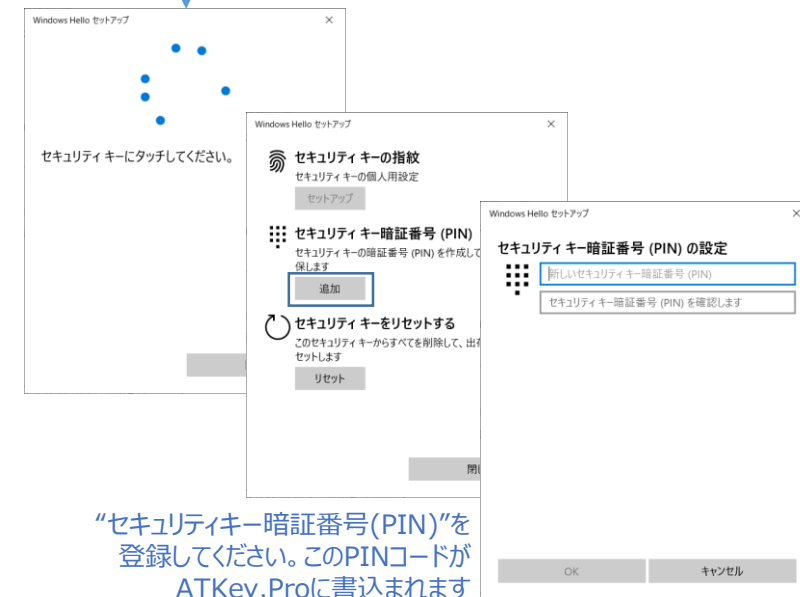 Windows Hello セットアップ
セキュリティ キーにタッチしてください。
Windows Hello セットアップ
セキュリティ キーの指紋
セキュリティ キーの個人用設定
セットアップ
セキュリティ キー暗証番号 (PIN)
セキュリティ キーの暗証番号 (PIN) を作成して
保します
追加
セキュリティ キーをリセットする
このセキュリティ キーからすべてを削除して、出
セットします
リセット
閉
Windows Hello セットアップ
セキュリティ キー暗証番号 (PIN) の設定
新しいセキュリティ キー暗証番号 (PIN)
セキュリティ キー暗証番号 (PIN) を確認します
OK
キャンセル
“セキュリティキー暗証番号(PIN)”を
登録してください。このPINコードが
ATKey.Proに書込まれます